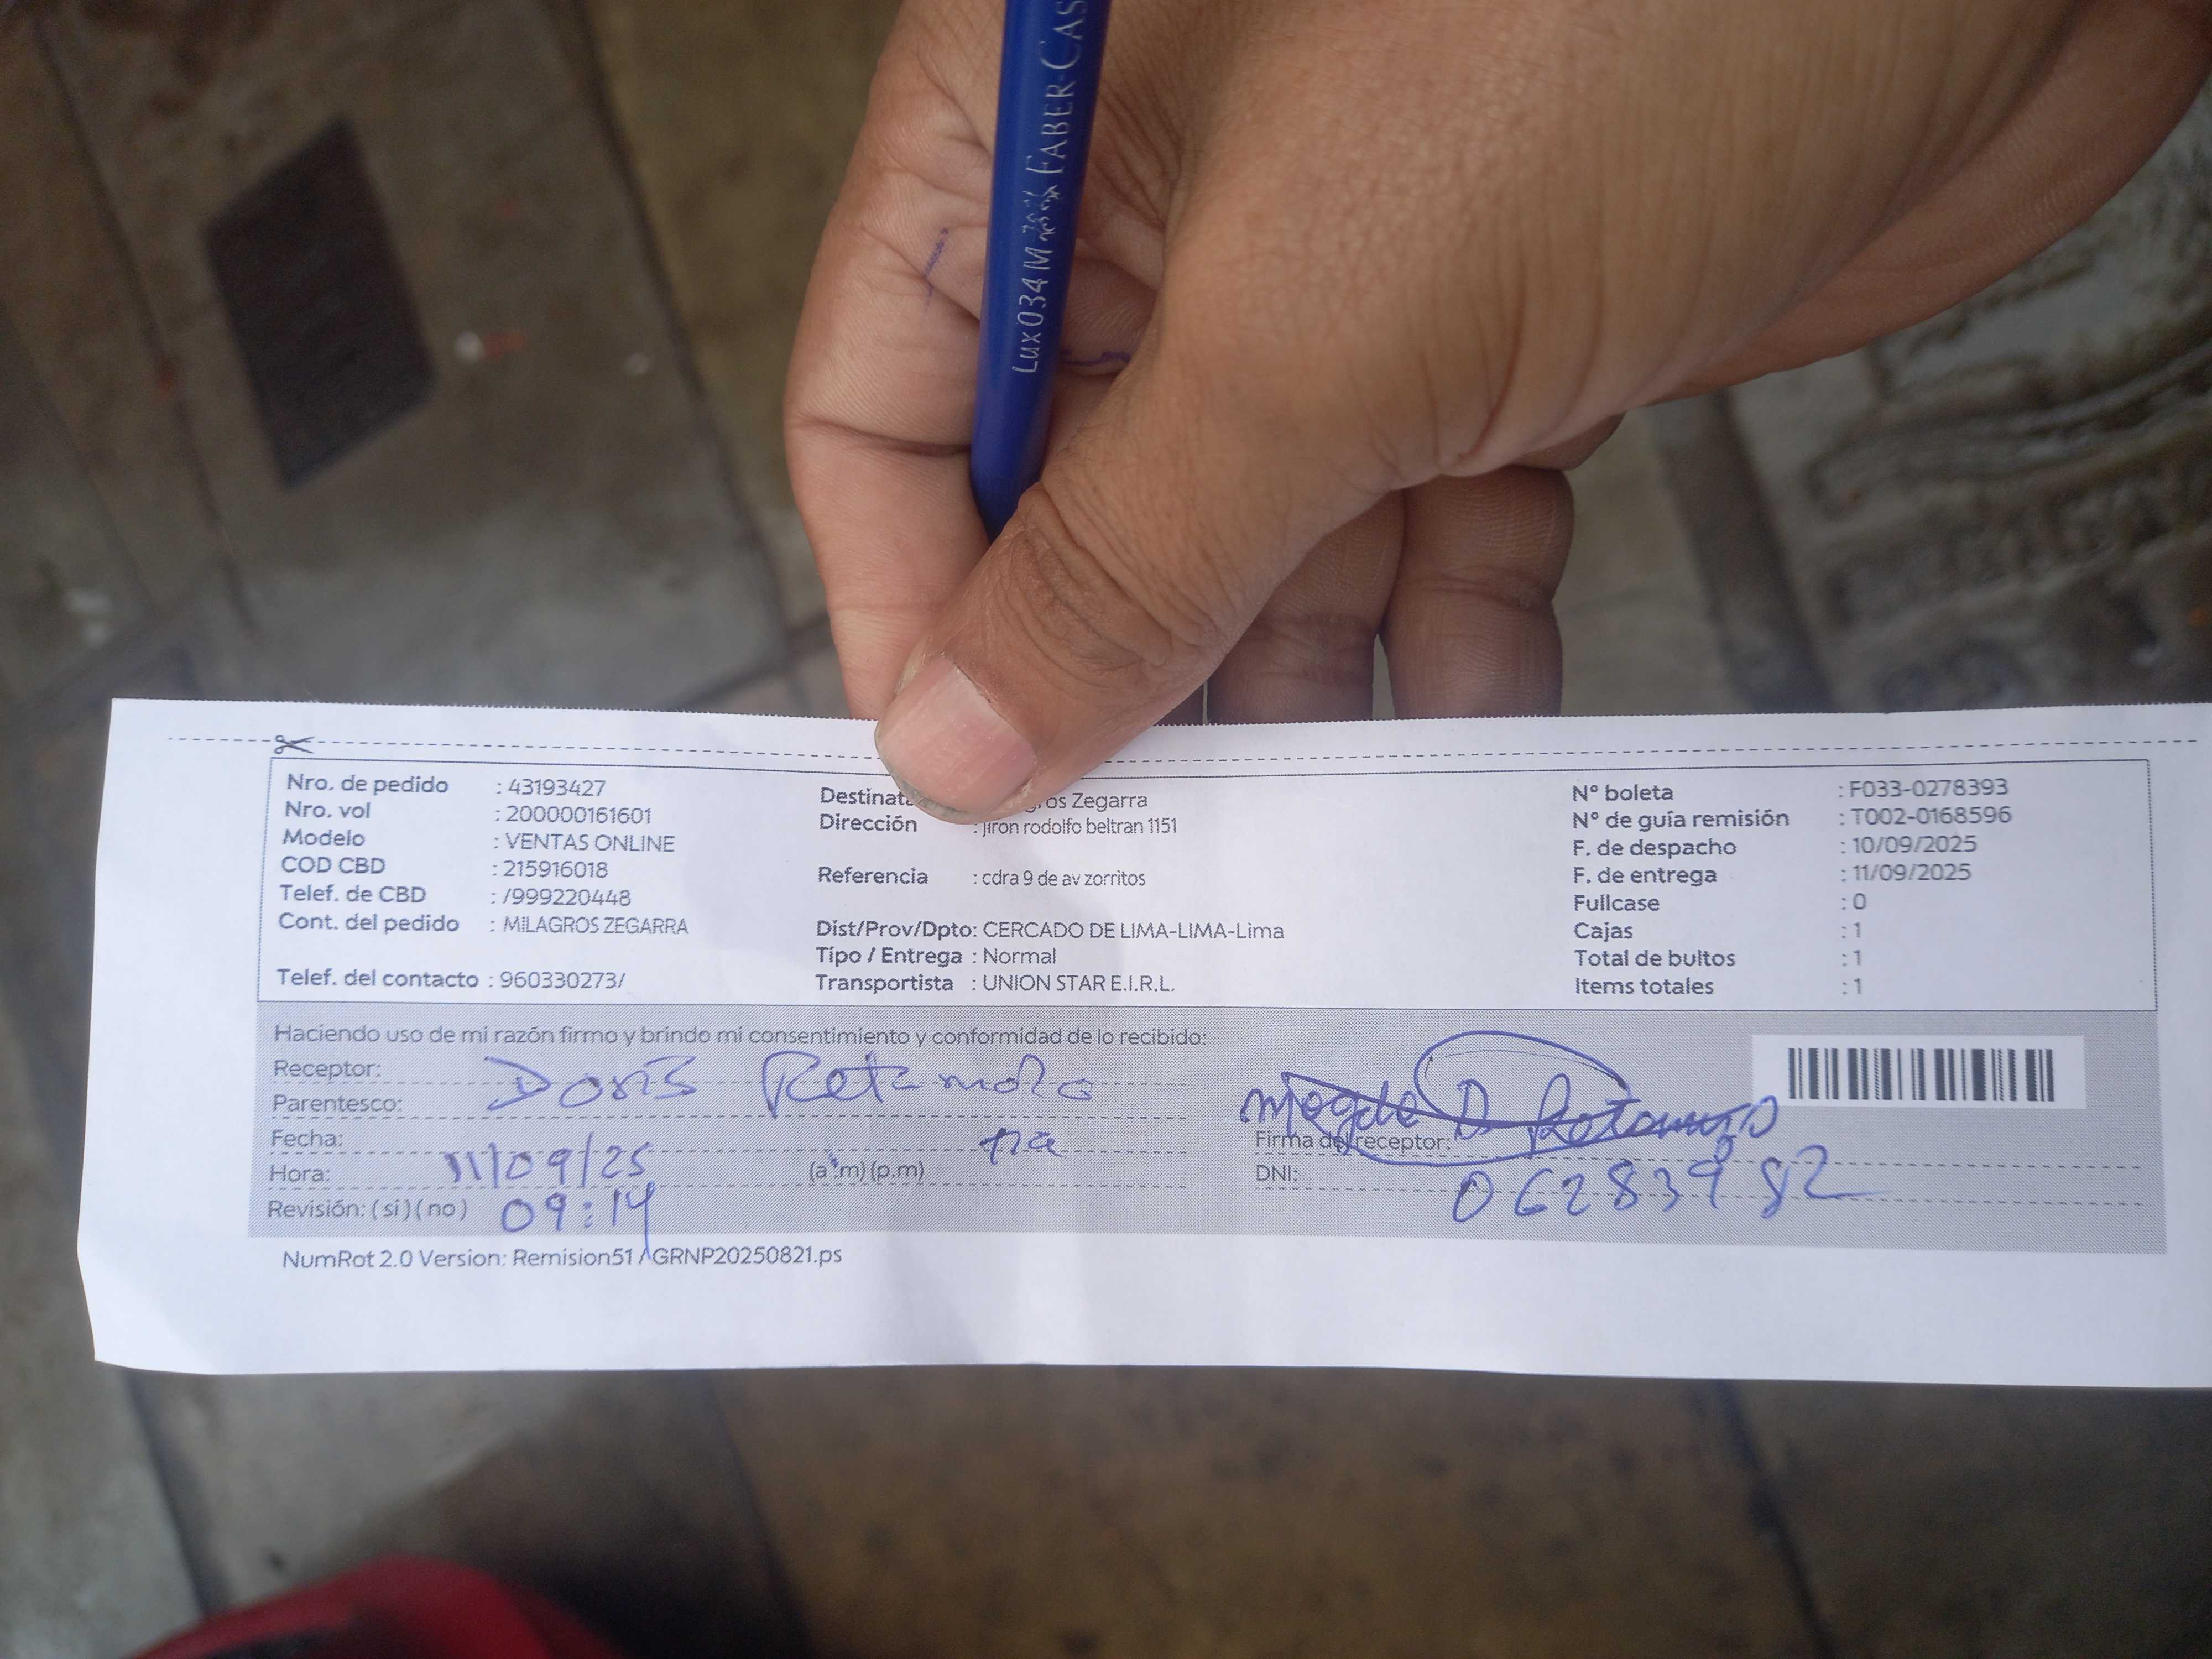 Lux 034 M FABER-CAS
Nro. de pedido : 43193427
Nro. vol : 200000161601
Modelo : VENTAS ONLINE
COD CBD : 215916018
Telef. de CBD : /999220448
Cont. del pedido : MILAGROS ZEGARRA
Telef. del contacto : 960330273/
Destinata
gros Zegarra
Dirección : jiron rodolfo beltran 1151
Referencia : cdra 9 de av zorritos
Dist/Prov/Dpto: CERCADO DE LIMA-LIMA-Lima
Tipo / Entrega : Normal
Transportista : UNION STAR E.I.R.L.
N° boleta : F033-0278393
N° de guía remisión : T002-0168596
F. de despacho : 10/09/2025
F. de entrega : 11/09/2025
Fullcase : 0
Cajas : 1
Total de bultos : 1
Items totales : 1
Haciendo uso de mi razón firmo y brindo mi consentimiento y conformidad de lo recibido:
Receptor: Doris Retamozo
Parentesco: tia
Fecha: 11/09/25
Hora: 09:14 (a.m) (p.m)
Revisión: (si) (no)
Firma del receptor:
DNI: 06283982
NumRot 2.0 Version: Remision51 / GRNP20250821.ps